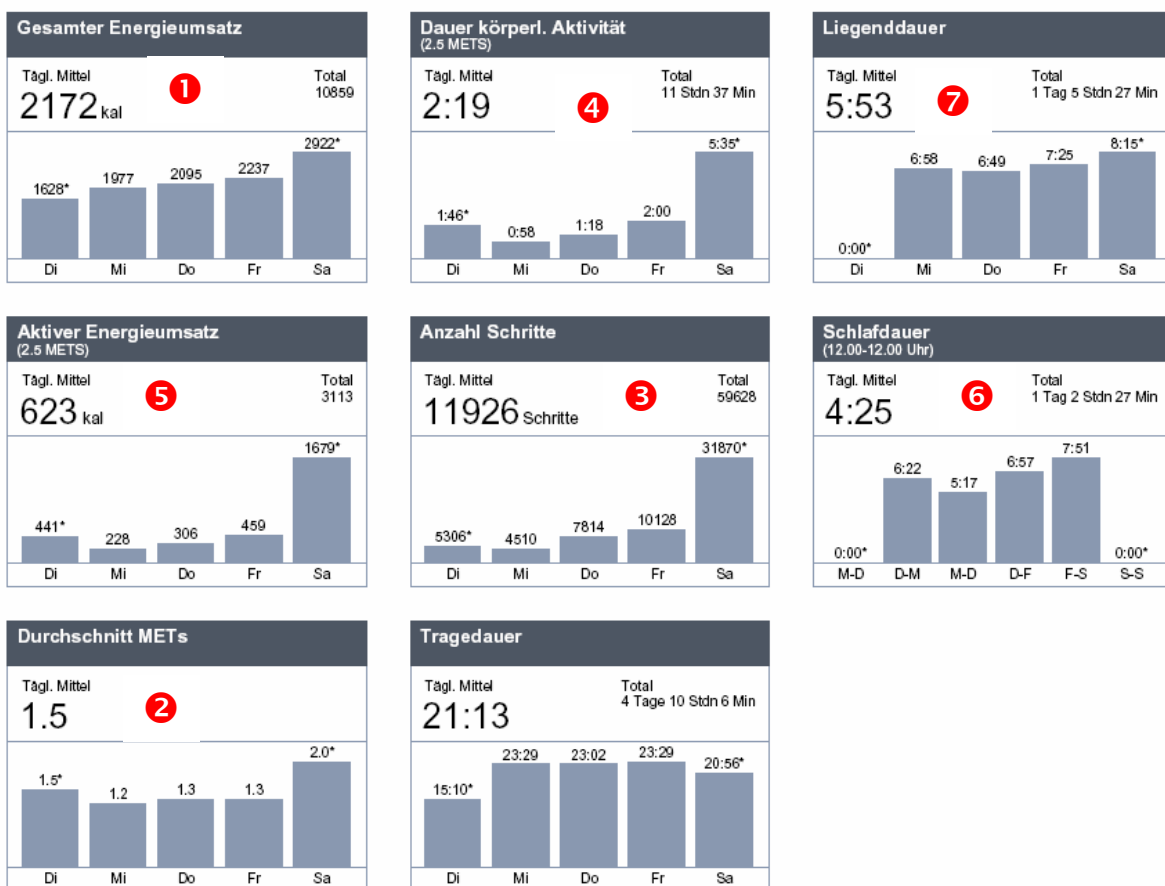 Gesamter Energieumsatz
Tägl. Mittel
Total
2172 kal
❶
10859
1628* 1977 2095 2237 2922*
Di Mi Do Fr Sa
Dauer körperl. Aktivität
(2.5 METS)
Tägl. Mittel
Total
2:19
❹
11 Stdn 37 Min
1:46* 0:58 1:18 2:00 5:35*
Di Mi Do Fr Sa
Liegenddauer
Tägl. Mittel
Total
5:53
❼
1 Tag 5 Stdn 27 Min
0:00* 6:58 6:49 7:25 8:15*
Di Mi Do Fr Sa
Aktiver Energieumsatz
(2.5 METS)
Tägl. Mittel
Total
623 kal
❺
3113
441* 228 306 459 1679*
Di Mi Do Fr Sa
Anzahl Schritte
Tägl. Mittel
Total
11926 Schritte
❸
59628
5306* 4510 7814 10128 31870*
Di Mi Do Fr Sa
Schlafdauer
(12.00-12.00 Uhr)
Tägl. Mittel
Total
4:25
❻
1 Tag 2 Stdn 27 Min
0:00* 6:22 5:17 6:57 7:51 0:00*
M-D D-M M-D D-F F-S S-S
Durchschnitt METs
Tägl. Mittel
1.5
❷
1.5* 1.2 1.3 1.3 2.0*
Di Mi Do Fr Sa
Tragedauer
Tägl. Mittel
Total
21:13
4 Tage 10 Stdn 6 Min
15:10* 23:29 23:02 23:29 20:56*
Di Mi Do Fr Sa